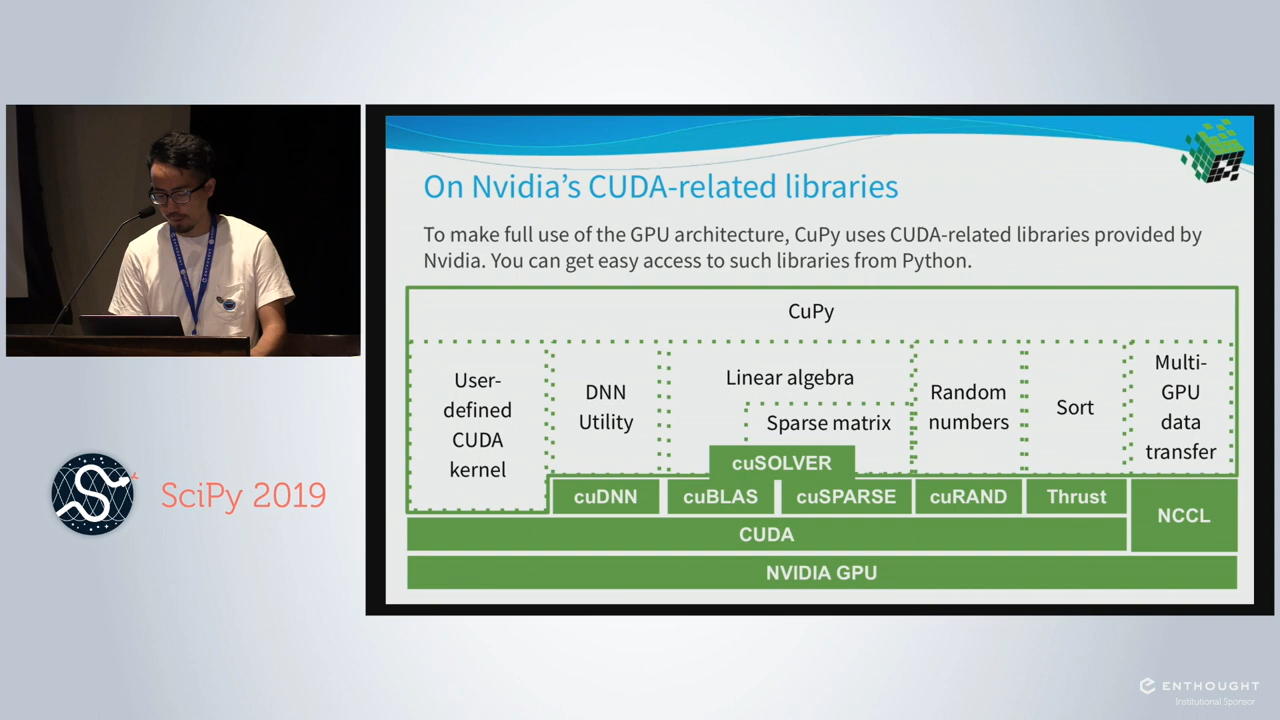 On Nvidia's CUDA-related libraries
To make full use of the GPU architecture, CuPy uses CUDA-related libraries provided by
Nvidia. You can get easy access to such libraries from Python.
CuPy
User-
defined
CUDA
kernel
DNN
Utility
Linear algebra
Sparse matrix
Random
numbers
Sort
Multi-
GPU
data
transfer
cuSOLVER
cuDNN
cuBLAS
cuSPARSE
cuRAND
Thrust
NCCL
CUDA
NVIDIA GPU
SciPy 2019
ENTHOUGHT
Institutional Sponsor